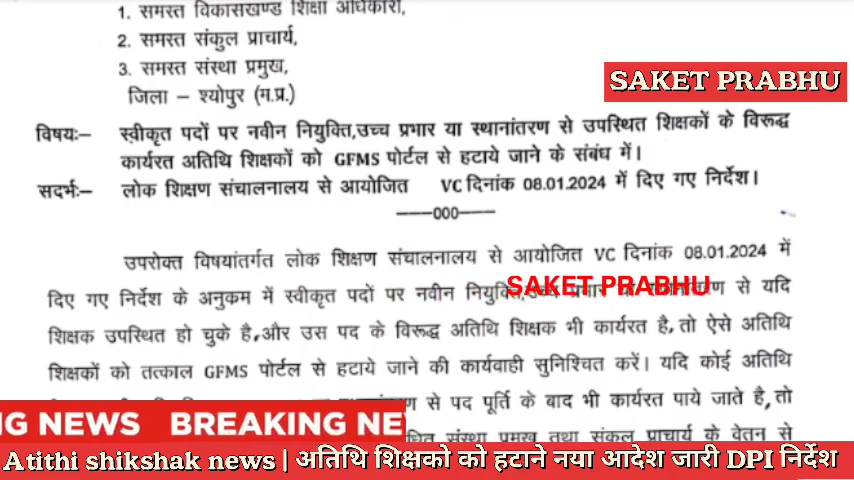 1. समस्त विकासखण्ड शिक्षा अधिकारी,
2. समस्त संकुल प्राचार्य,
3. समस्त संस्था प्रमुख,
जिला – श्योपुर (म.प्र.)
SAKET PRABHU
विषयः– स्वीकृत पदों पर नवीन नियुक्ति,उच्च प्रभार या स्थानांतरण से उपस्थित शिक्षकों के विरूद्ध
कार्यरत अतिथि शिक्षकों को GFMS पोर्टल से हटाये जाने के संबंध में।
सदर्भः– लोक शिक्षण संचालनालय से आयोजित VC दिनांक 08.01.2024 में दिए गए निर्देश।
––000––
उपरोक्त विषयांतर्गत लोक शिक्षण संचालनालय से आयोजित VC दिनांक 08.01.2024 में
SAKET PRABHU
दिए गए निर्देश के अनुकम में स्वीकृत पदों पर नवीन नियुक्ति, से यदि
शिक्षक उपस्थित हो चुके है,और उस पद के विरूद्ध अतिथि शिक्षक भी कार्यरत है,तो ऐसे अतिथि
शिक्षकों को तत्काल GFMS पोर्टल से हटाये जाने की कार्यवाही सुनिश्चित करें। यदि कोई अतिथि
से पद पूर्ति के बाद भी कार्यरत पाये जाते है,तो
NG NEWS BREAKING NE
संस्था प्रमुख तथा संकुल प्राचार्य के वेतन से
Atithi shikshak news | अतिथि शिक्षको को हटाने नया आदेश जारी DPI निर्देश